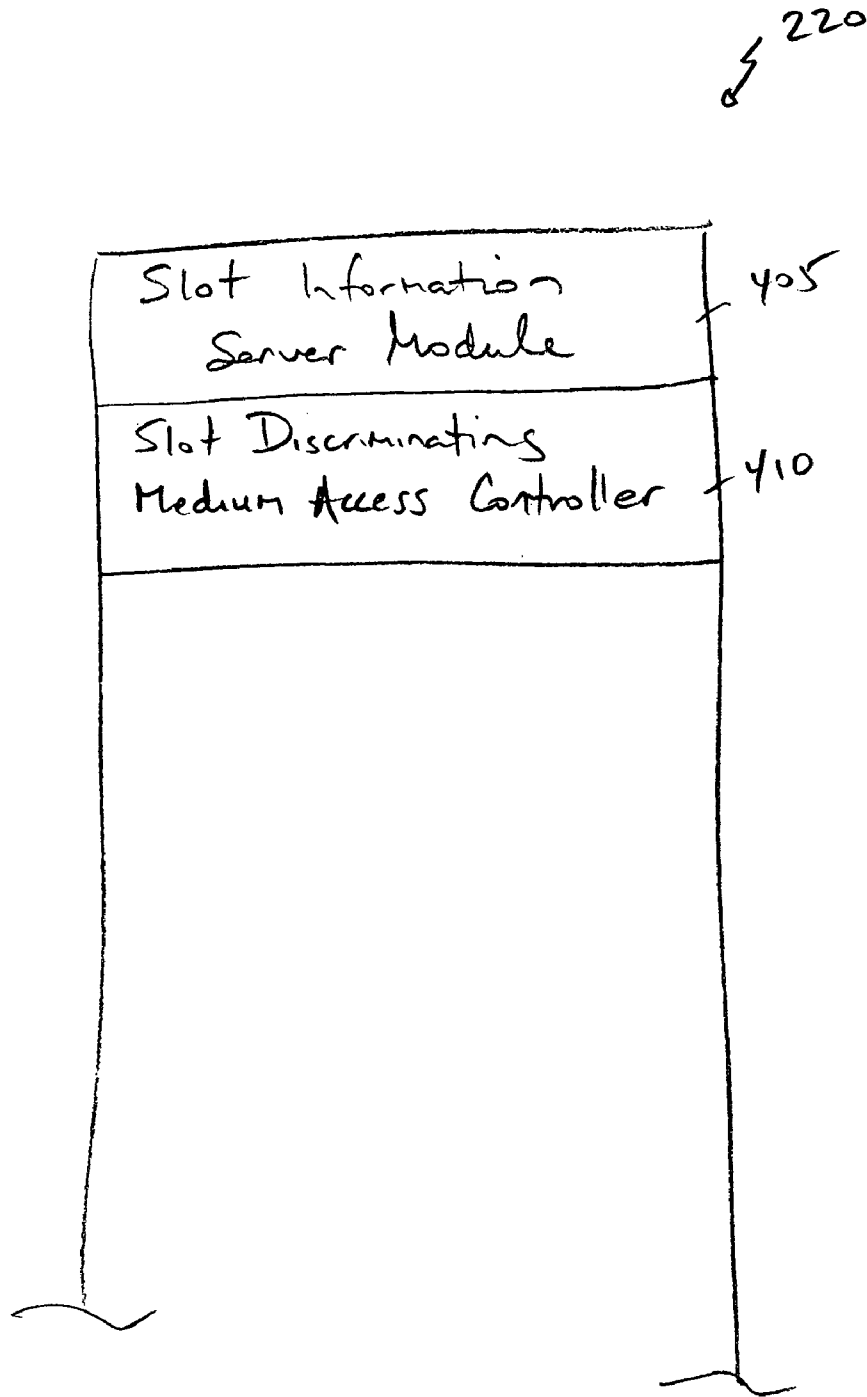 220
Slot Information
Server Module
405
Slot Discriminating
Medium Access Controller
410